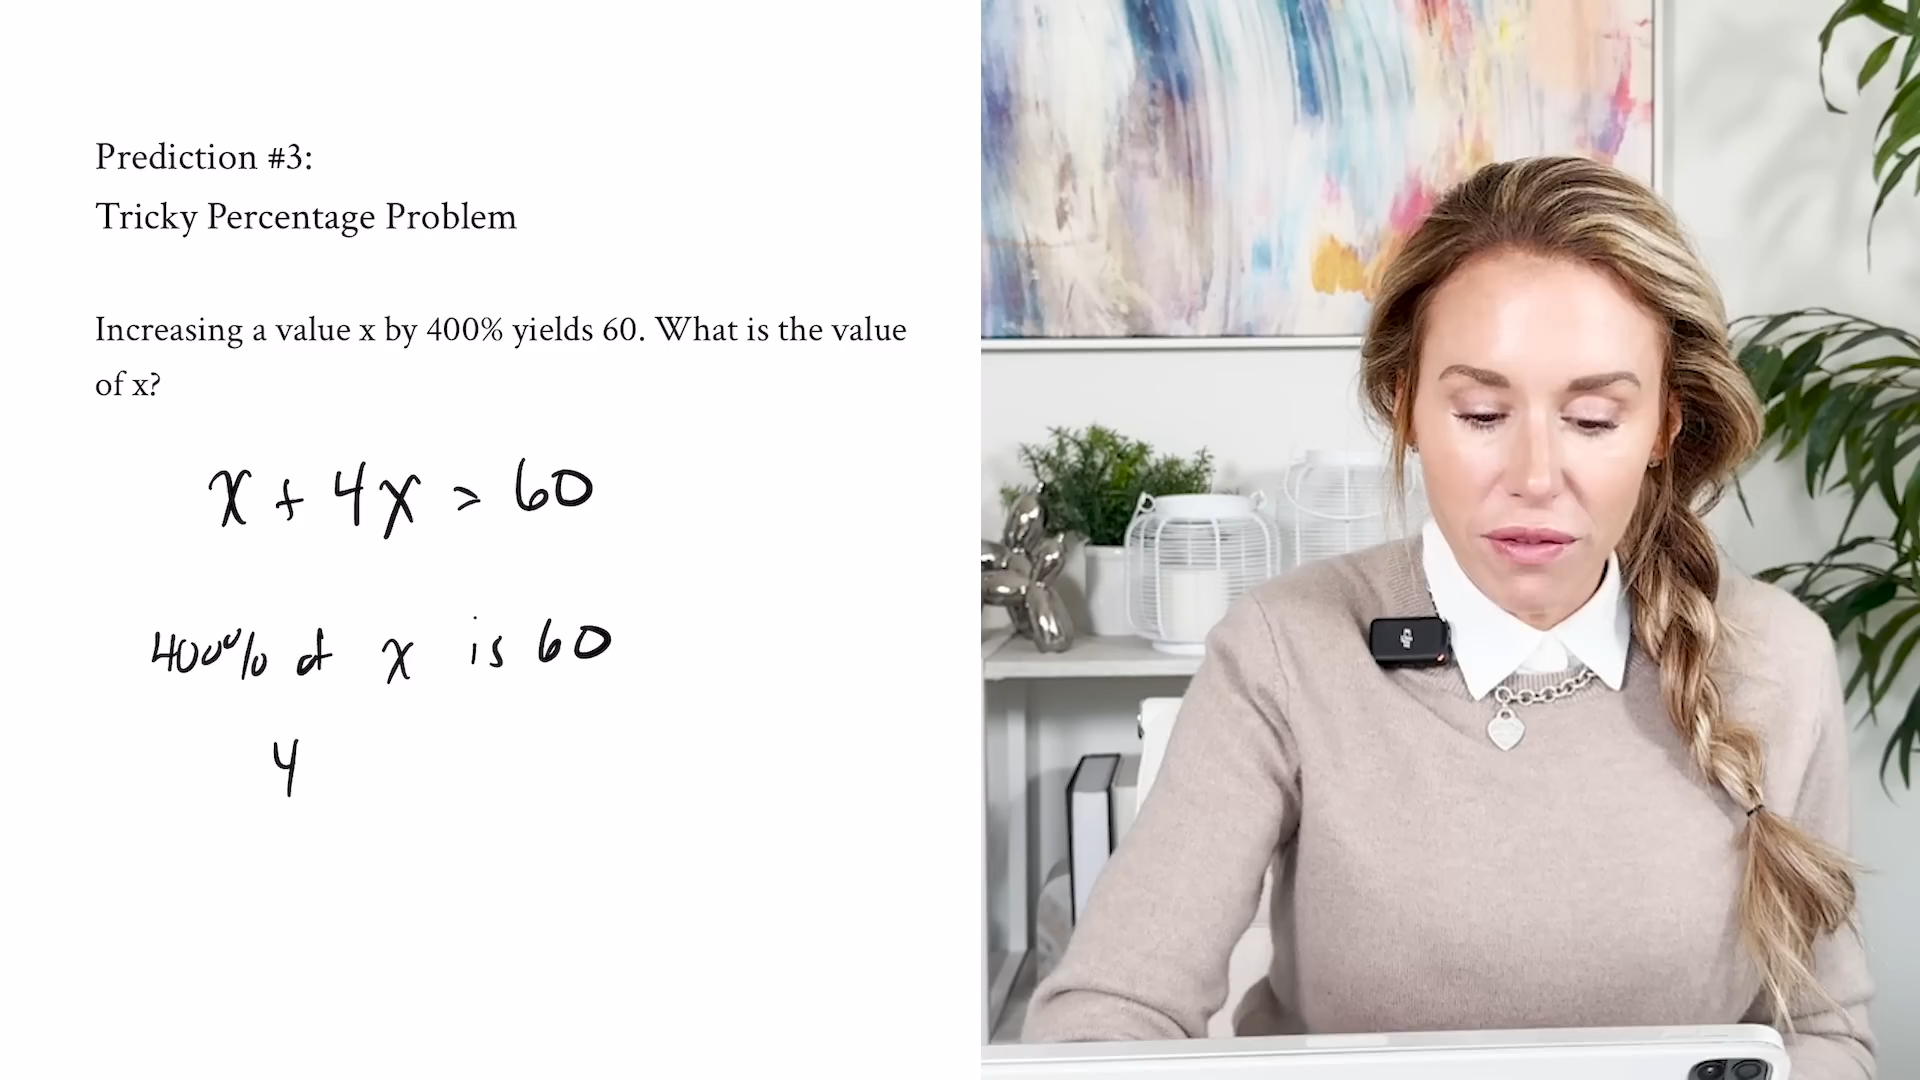 Prediction #3:
Tricky Percentage Problem
Increasing a value x by 400% yields 60. What is the value
of x?
x + 4x = 60
400% of x is 60
4